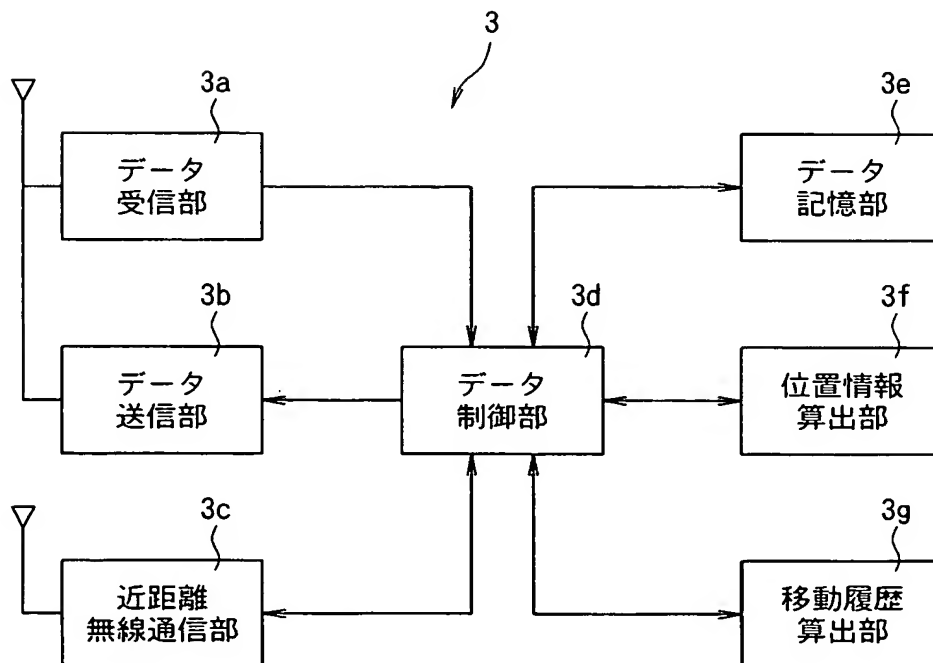 3
3a
データ
受信部
3e
データ
記憶部
3b
データ
送信部
3d
データ
制御部
3f
位置情報
算出部
3c
近距離
無線通信部
3g
移動履歴
算出部